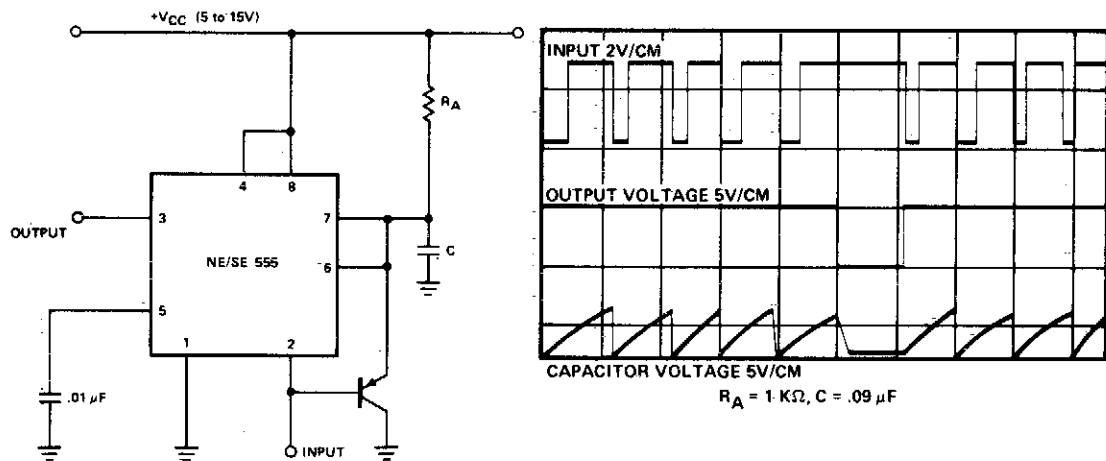 +VCC (5 to 15V)
RA
4
8
3
7
OUTPUT
C
NE/SE 555
6
5
1
2
.01 μF
INPUT
INPUT 2V/CM
OUTPUT VOLTAGE 5V/CM
CAPACITOR VOLTAGE 5V/CM
RA = 1 KΩ, C = .09 μF